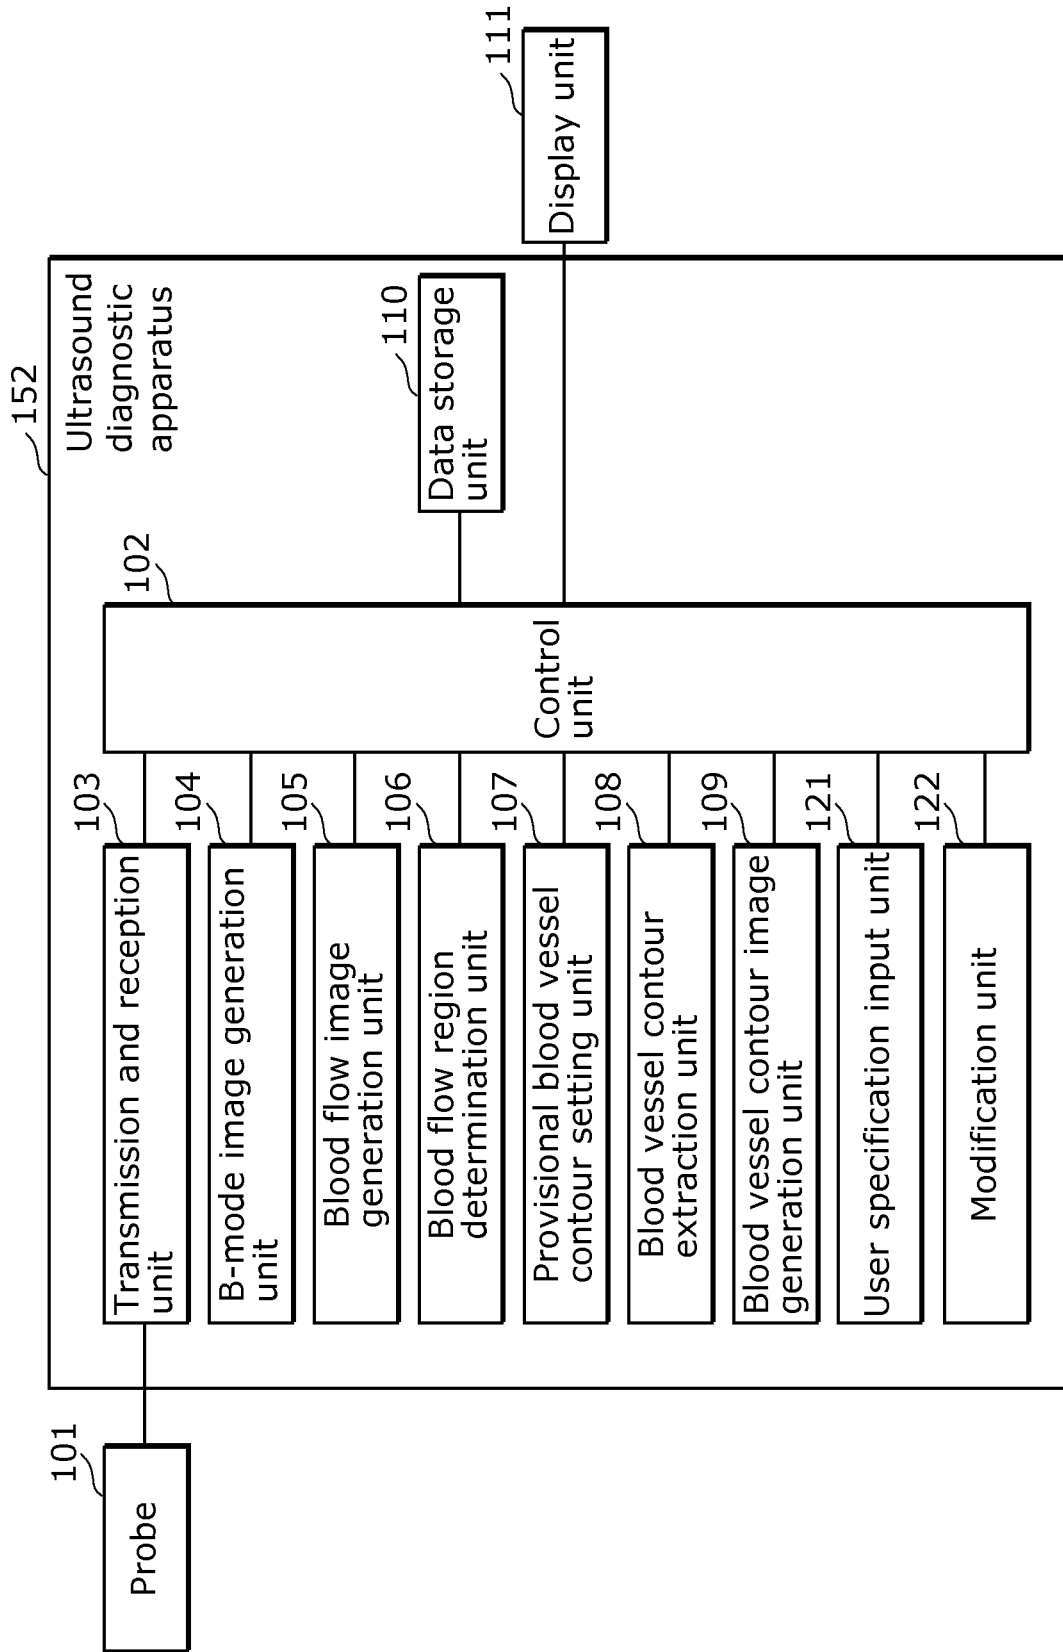 152
Ultrasound
diagnostic
apparatus
101
Probe
103
Transmission and reception
unit
104
B-mode image generation
unit
105
Blood flow image
generation unit
106
Blood flow region
determination unit
107
Provisional blood vessel
contour setting unit
108
Blood vessel contour
extraction unit
109
Blood vessel contour image
generation unit
121
User specification input unit
122
Modification unit
102
Control
unit
110
Data storage
unit
111
Display unit